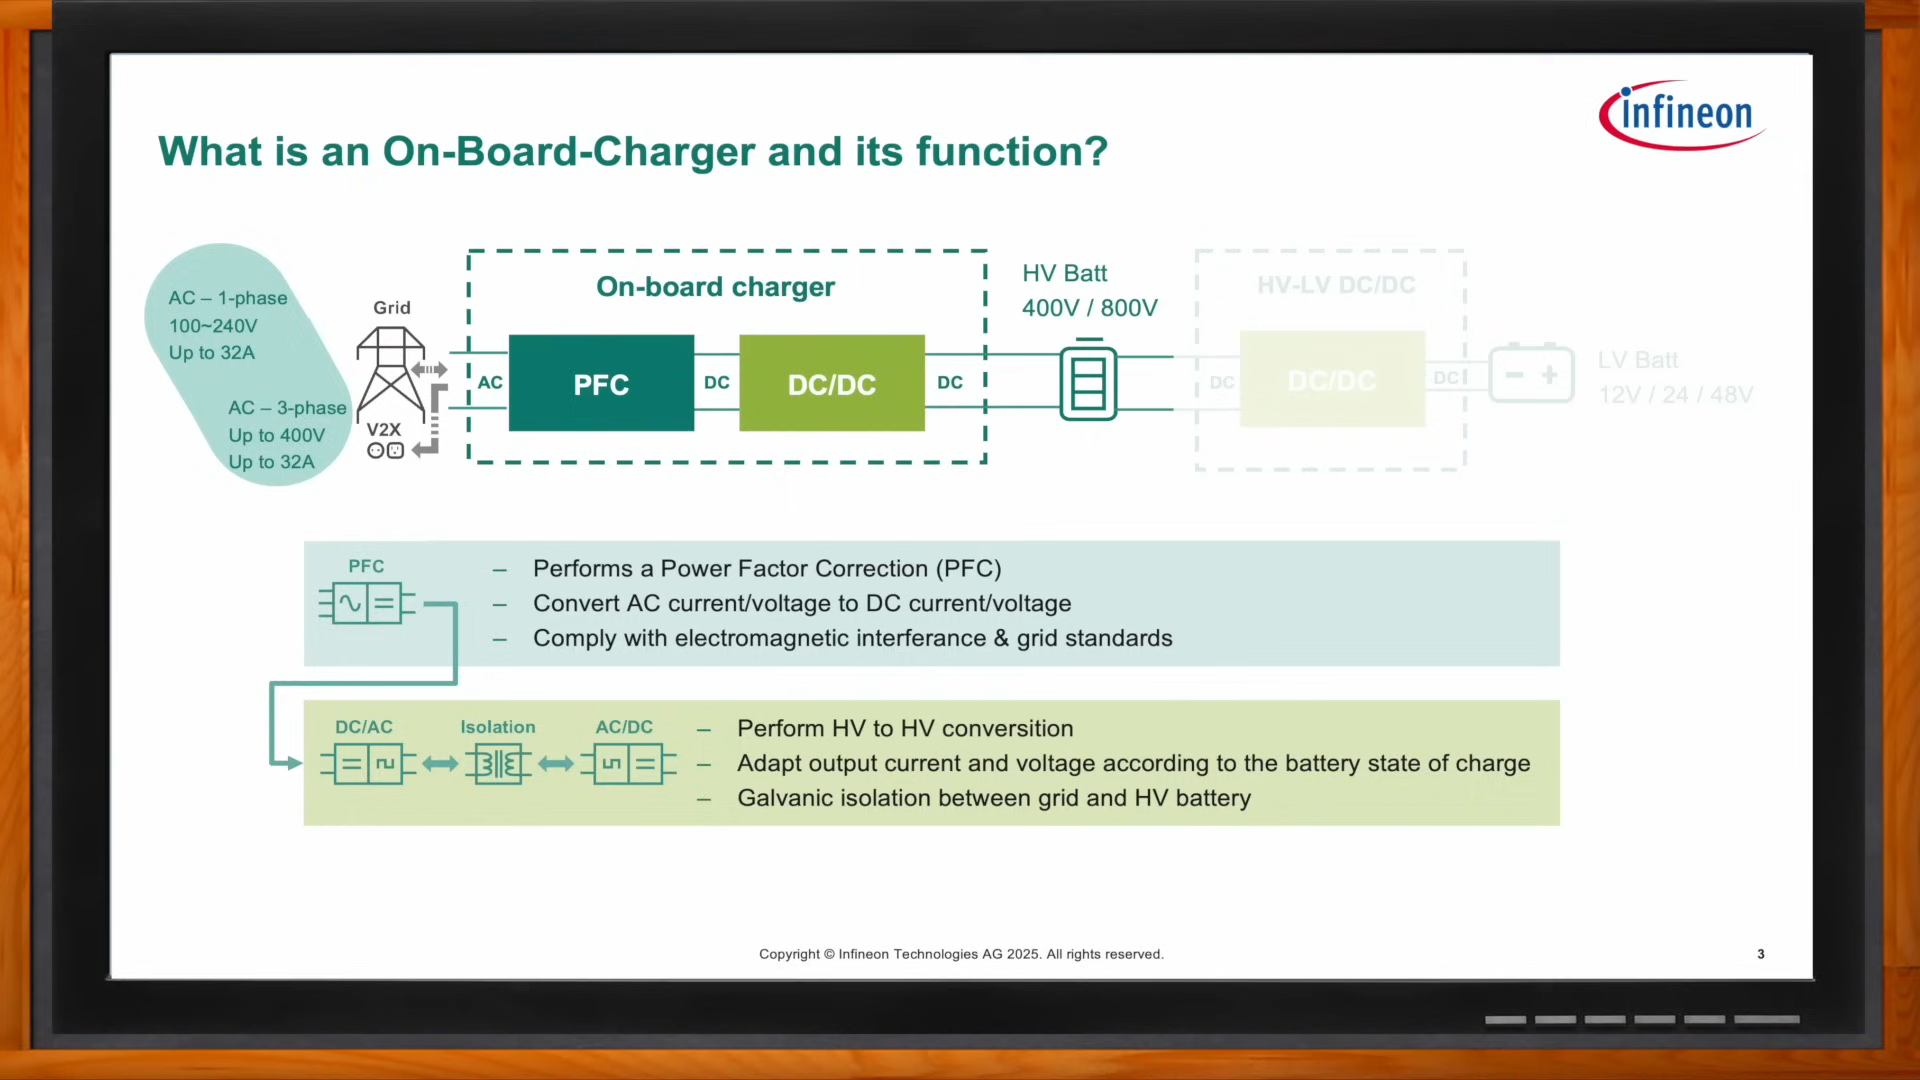 infineon
What is an On-Board-Charger and its function?
AC – 1-phase
100~240V
Up to 32A
AC – 3-phase
Up to 400V
Up to 32A
Grid
V2X
On-board charger
AC
PFC
DC
DC/DC
DC
HV Batt
400V / 800V
HV-LV DC/DC
DC
DC/DC
DC
LV Batt
12V / 24 / 48V
PFC
– Performs a Power Factor Correction (PFC)
– Convert AC current/voltage to DC current/voltage
– Comply with electromagnetic interferance & grid standards
DC/AC
Isolation
AC/DC
– Perform HV to HV conversition
– Adapt output current and voltage according to the battery state of charge
– Galvanic isolation between grid and HV battery
Copyright © Infineon Technologies AG 2025. All rights reserved.
3